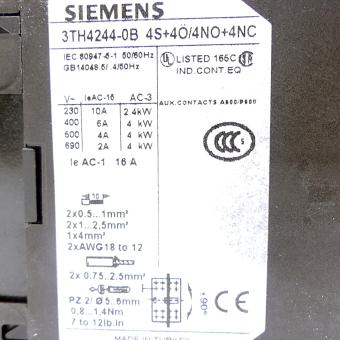 SIEMENS
3TH4244-0B 4S+4Ö/4NO+4NC
IEC 60947-5-1 50/60Hz
GB14048.5/ .4/50Hz
UL LISTED 165C
IND.CONT.EQ
V~ IeAC-15 AC-3
230 10A 2.4kW
400 6A 4 kW
500 4A 4 kW
690 2A 4 kW
AUX.CONTACTS A600/P600
CCC S
Ie AC-1 16 A
10
2x0.5...1mm²
2x1...2,5mm²
1x4mm²
2xAWG18 to 12
2x 0.75..2.5mm²
PZ 2/ Ø5..6mm
0,8...1,4Nm
7 to 12lb.in
90° CE
MADE IN TURKEY